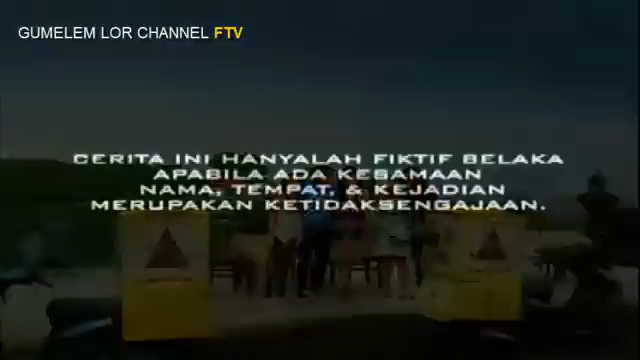 GUMELEM LOR CHANNEL FTV
CERITA INI HANYALAH FIKTIF BELAKA
APABILA ADA KESAMAAN
NAMA, TEMPAT, & KEJADIAN
MERUPAKAN KETIDAKSENGAJAAN.